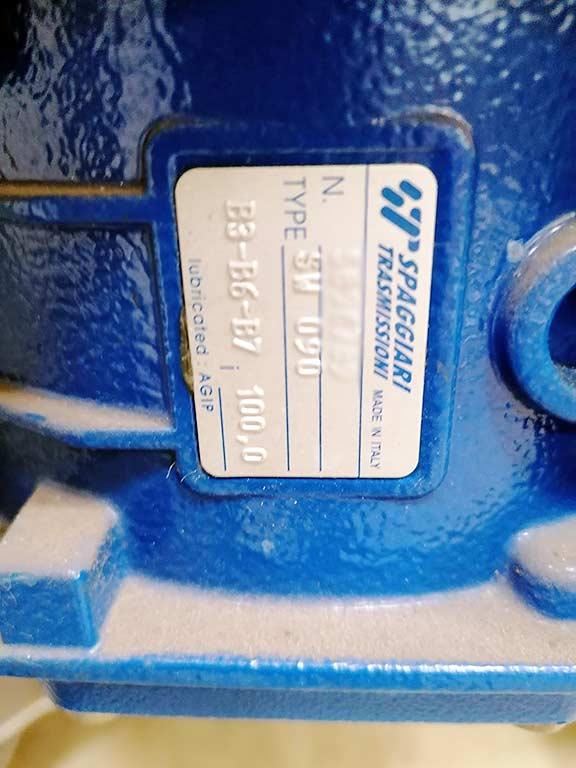 SPAGGIARI
TRASMISSIONI MADE IN ITALY
N.
TYPE SW 090
B3-B6-B7 i 100,0
lubricated: AGIP